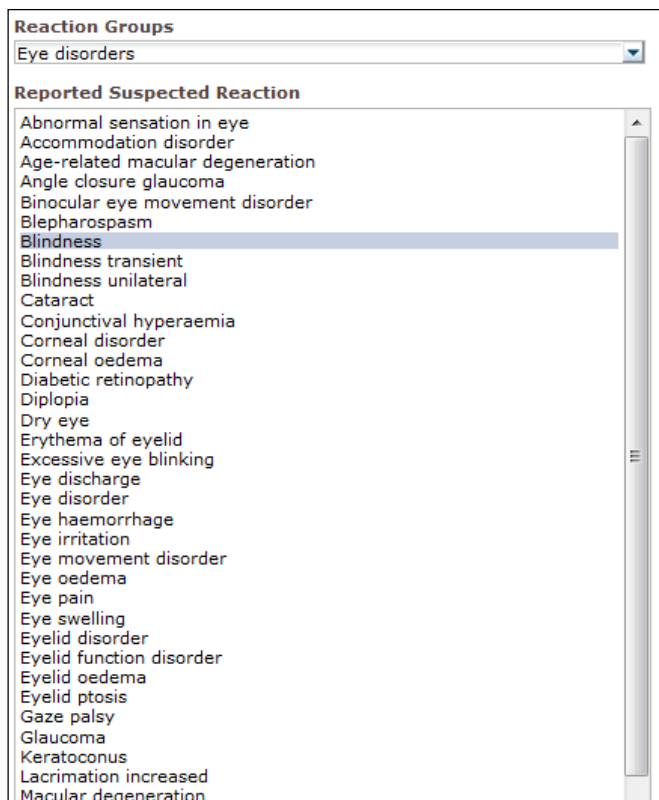 Reaction Groups
Eye disorders
Reported Suspected Reaction
Abnormal sensation in eye
Accommodation disorder
Age-related macular degeneration
Angle closure glaucoma
Binocular eye movement disorder
Blepharospasm
Blindness
Blindness transient
Blindness unilateral
Cataract
Conjunctival hyperaemia
Corneal disorder
Corneal oedema
Diabetic retinopathy
Diplopia
Dry eye
Erythema of eyelid
Excessive eye blinking
Eye discharge
Eye disorder
Eye haemorrhage
Eye irritation
Eye movement disorder
Eye oedema
Eye pain
Eye swelling
Eyelid disorder
Eyelid function disorder
Eyelid oedema
Eyelid ptosis
Gaze palsy
Glaucoma
Keratoconus
Lacrimation increased
Macular degeneration